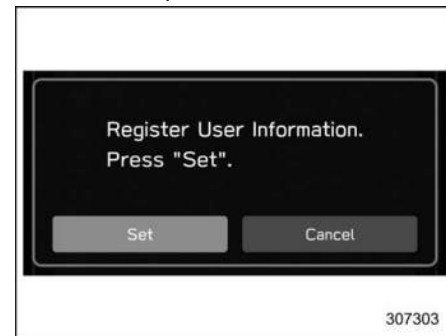 Register User Information.
Press "Set".
Set
Cancel
307303